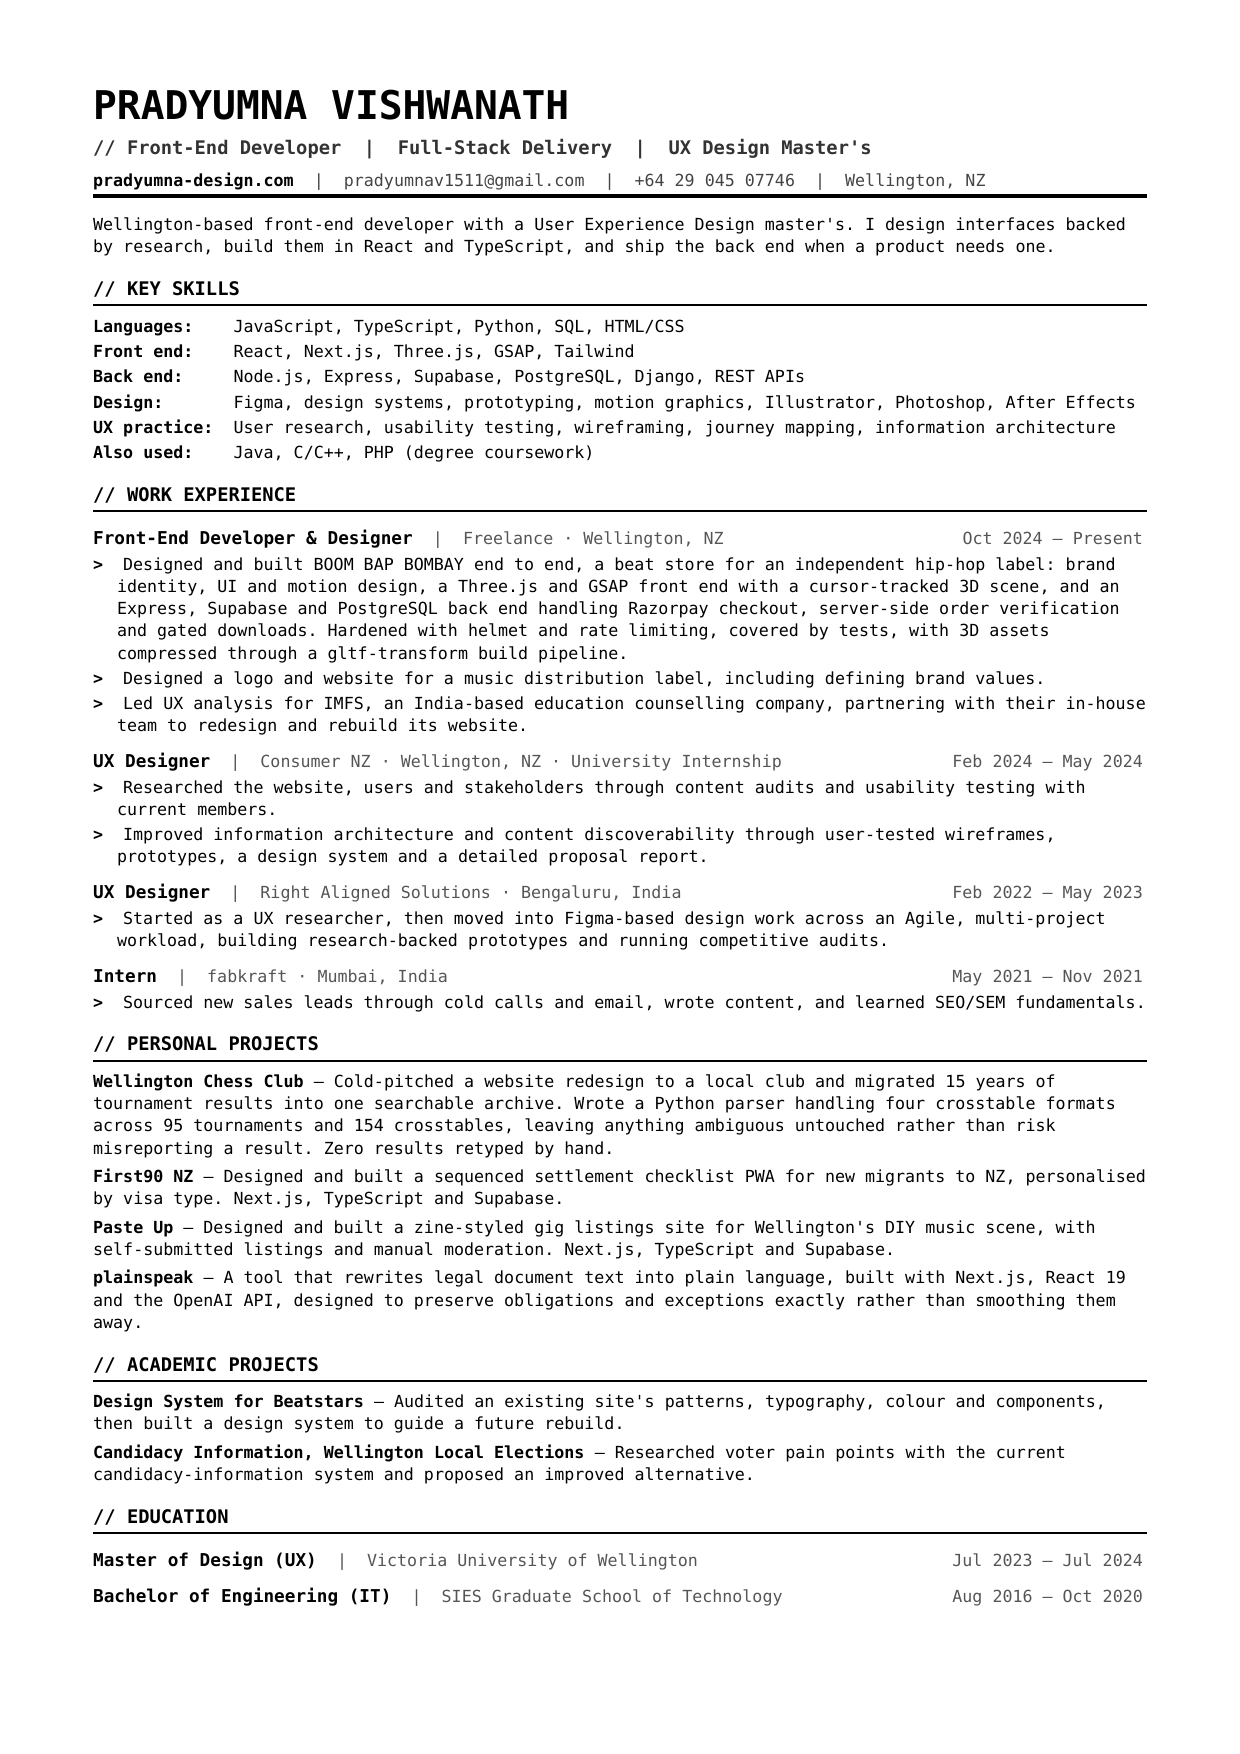 PRADYUMNA VISHWANATH
// Front-End Developer | Full-Stack Delivery | UX Design Master's
pradyumna-design.com | pradyumnav1511@gmail.com | +64 29 045 07746 | Wellington, NZ
Wellington-based front-end developer with a User Experience Design master's. I design interfaces backed
by research, build them in React and TypeScript, and ship the back end when a product needs one.
// KEY SKILLS
Languages: JavaScript, TypeScript, Python, SQL, HTML/CSS
Front end: React, Next.js, Three.js, GSAP, Tailwind
Back end: Node.js, Express, Supabase, PostgreSQL, Django, REST APIs
Design: Figma, design systems, prototyping, motion graphics, Illustrator, Photoshop, After Effects
UX practice: User research, usability testing, wireframing, journey mapping, information architecture
Also used: Java, C/C++, PHP (degree coursework)
// WORK EXPERIENCE
Front-End Developer & Designer | Freelance · Wellington, NZ Oct 2024 – Present
> Designed and built BOOM BAP BOMBAY end to end, a beat store for an independent hip-hop label: brand
identity, UI and motion design, a Three.js and GSAP front end with a cursor-tracked 3D scene, and an
Express, Supabase and PostgreSQL back end handling Razorpay checkout, server-side order verification
and gated downloads. Hardened with helmet and rate limiting, covered by tests, with 3D assets
compressed through a gltf-transform build pipeline.
> Designed a logo and website for a music distribution label, including defining brand values.
> Led UX analysis for IMFS, an India-based education counselling company, partnering with their in-house
team to redesign and rebuild its website.
UX Designer | Consumer NZ · Wellington, NZ · University Internship Feb 2024 – May 2024
> Researched the website, users and stakeholders through content audits and usability testing with
current members.
> Improved information architecture and content discoverability through user-tested wireframes,
prototypes, a design system and a detailed proposal report.
UX Designer | Right Aligned Solutions · Bengaluru, India Feb 2022 – May 2023
> Started as a UX researcher, then moved into Figma-based design work across an Agile, multi-project
workload, building research-backed prototypes and running competitive audits.
Intern | fabkraft · Mumbai, India May 2021 – Nov 2021
> Sourced new sales leads through cold calls and email, wrote content, and learned SEO/SEM fundamentals.
// PERSONAL PROJECTS
Wellington Chess Club – Cold-pitched a website redesign to a local club and migrated 15 years of
tournament results into one searchable archive. Wrote a Python parser handling four crosstable formats
across 95 tournaments and 154 crosstables, leaving anything ambiguous untouched rather than risk
misreporting a result. Zero results retyped by hand.
First90 NZ – Designed and built a sequenced settlement checklist PWA for new migrants to NZ, personalised
by visa type. Next.js, TypeScript and Supabase.
Paste Up – Designed and built a zine-styled gig listings site for Wellington's DIY music scene, with
self-submitted listings and manual moderation. Next.js, TypeScript and Supabase.
plainspeak – A tool that rewrites legal document text into plain language, built with Next.js, React 19
and the OpenAI API, designed to preserve obligations and exceptions exactly rather than smoothing them
away.
// ACADEMIC PROJECTS
Design System for Beatstars – Audited an existing site's patterns, typography, colour and components,
then built a design system to guide a future rebuild.
Candidacy Information, Wellington Local Elections – Researched voter pain points with the current
candidacy-information system and proposed an improved alternative.
// EDUCATION
Master of Design (UX) | Victoria University of Wellington Jul 2023 – Jul 2024
Bachelor of Engineering (IT) | SIES Graduate School of Technology Aug 2016 – Oct 2020